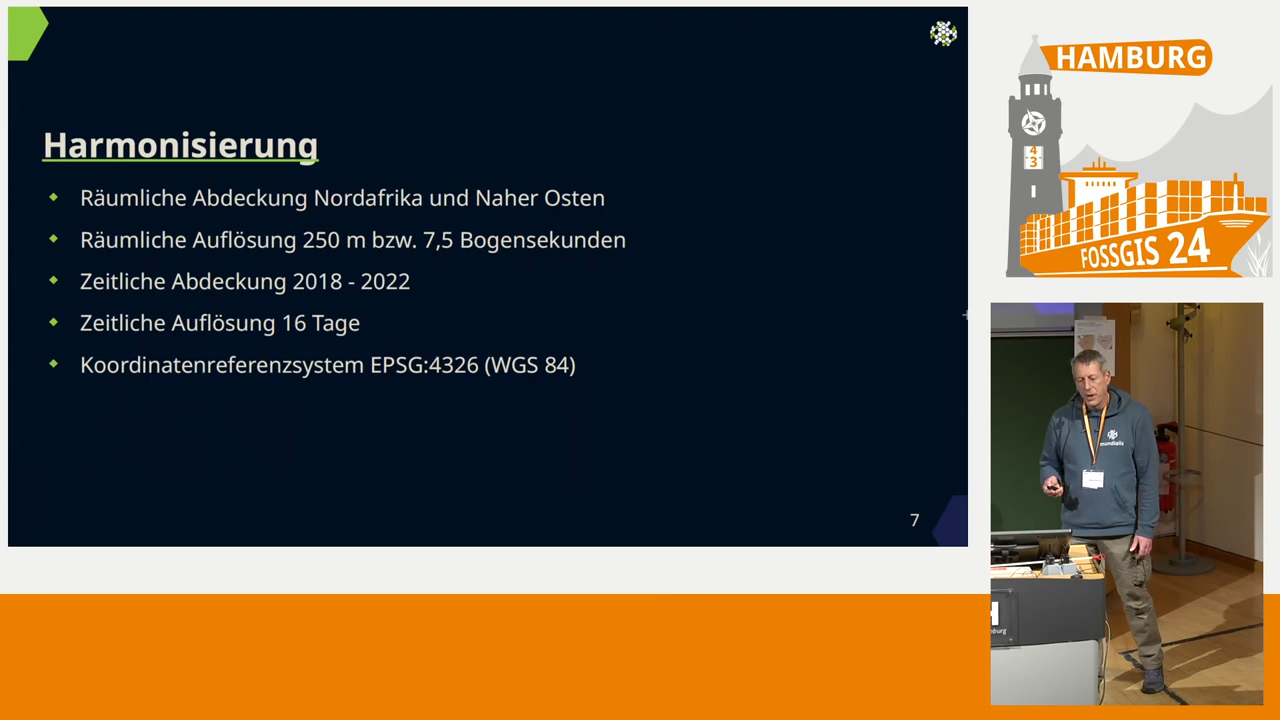 Harmonisierung
Räumliche Abdeckung Nordafrika und Naher Osten
Räumliche Auflösung 250 m bzw. 7,5 Bogensekunden
Zeitliche Abdeckung 2018 - 2022
Zeitliche Auflösung 16 Tage
Koordinatenreferenzsystem EPSG:4326 (WGS 84)
7
HAMBURG
4
3
FOSSGIS 24
mundialis